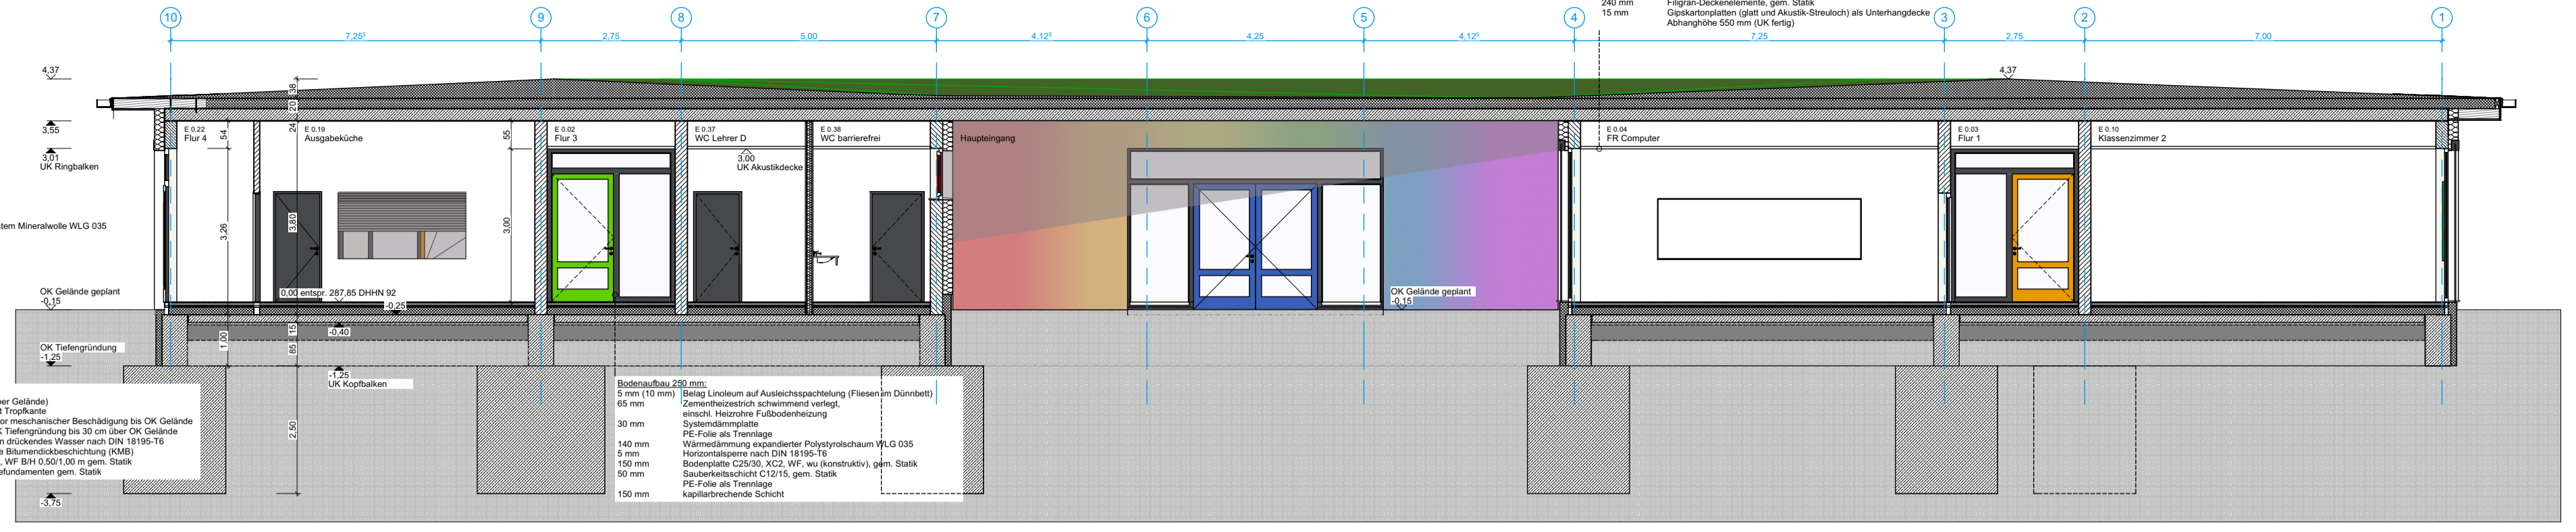 240 mm Filigran-Deckenelemente, gem. Statik
15 mm Gipskartonplatten (glatt und Akustik-Streuloch) als Unterhangdecke
Abhanghöhe 550 mm (UK fertig)
10 9 8 7 6 5 4 3 2 1
7,25⁵ 2,75 5,00 4,12⁵ 4,25 4,12⁵ 7,25 2,75 7,00
4,37
4,37
38
20
24
3,55
54
55
3,01
UK Ringbalken
E 0.22
Flur 4
E 0.19
Ausgabeküche
E 0.02
Flur 3
E 0.37
WC Lehrer D
E 0.38
WC barrierefrei
Haupteingang
E 0.04
FR Computer
E 0.03
Flur 1
E 0.10
Klassenzimmer 2
3,00
UK Akustikdecke
stem Mineralwolle WLG 035
3,26
3,80
3,00
OK Gelände geplant
-0,15
0,00 entspr. 287,85 DHHN 92
-0,25
OK Gelände geplant
-0,15
-0,40
1,00
15
85
OK Tiefengründung
-1,25
-1,25
UK Kopfbalken
2,50
-3,75
er Gelände)
t Tropfkante
or meschanischer Beschädigung bis OK Gelände
K Tiefengründung bis 30 cm über OK Gelände
n drückendes Wasser nach DIN 18195-T6
e Bitumendickbeschichtung (KMB)
, WF B/H 0,50/1,00 m gem. Statik
efundamenten gem. Statik
Bodenaufbau 250 mm:
5 mm (10 mm) Belag Linoleum auf Ausleichsspachtelung (Fliesen im Dünnbett)
65 mm Zementheizestrich schwimmend verlegt,
einschl. Heizrohre Fußbodenheizung
30 mm Systemdämmplatte
PE-Folie als Trennlage
140 mm Wärmedämmung expandierter Polystyrolschaum WLG 035
5 mm Horizontalsperre nach DIN 18195-T6
150 mm Bodenplatte C25/30, XC2, WF, wu (konstruktiv), gem. Statik
50 mm Sauberkeitsschicht C12/15, gem. Statik
PE-Folie als Trennlage
150 mm kapillarbrechende Schicht